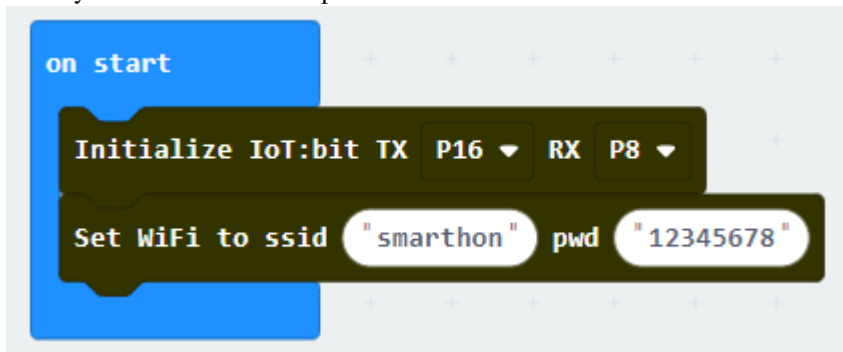 on start
Initialize IoT:bit TX P16 RX P8
Set WiFi to ssid "smarthon" pwd "12345678"